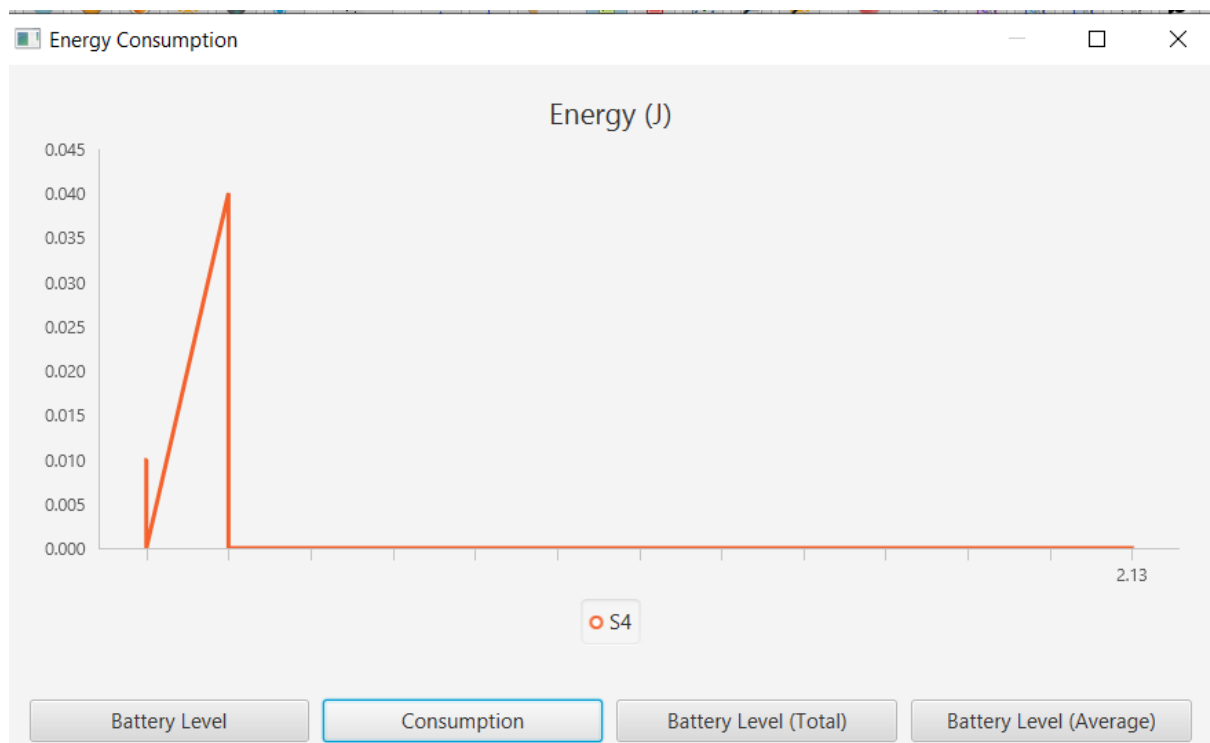 Energy Consumption
Energy (J)
0.045
0.040
0.035
0.030
0.025
0.020
0.015
0.010
0.005
0.000
2.13
S4
Battery Level Consumption Battery Level (Total) Battery Level (Average)